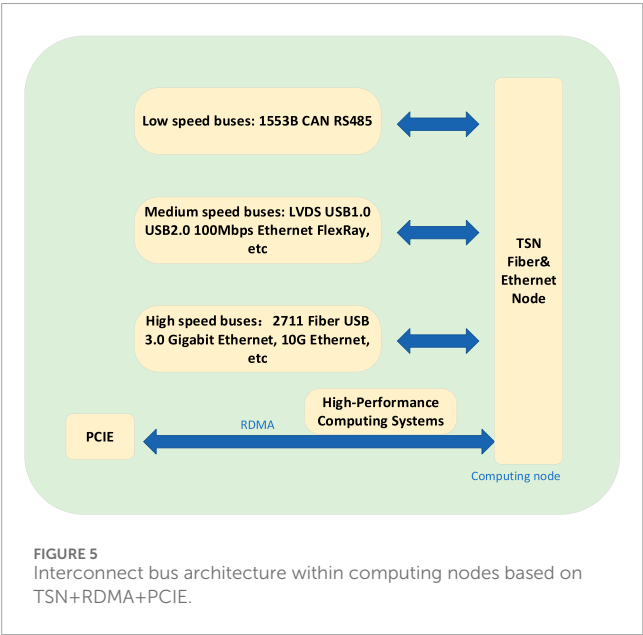 Low speed buses: 1553B CAN RS485
Medium speed buses: LVDS USB1.0
USB2.0 100Mbps Ethernet FlexRay,
etc
High speed buses：2711 Fiber USB
3.0 Gigabit Ethernet, 10G Ethernet,
etc
TSN
Fiber&
Ethernet
Node
High-Performance
Computing Systems
PCIE
RDMA
Computing node
FIGURE 5
Interconnect bus architecture within computing nodes based on
TSN+RDMA+PCIE.